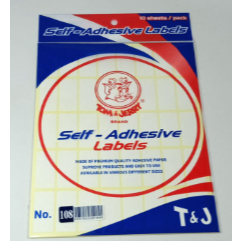 10 sheets / pack
Self - Adhesive Labels
TOM & JERRY
BRAND
Self - Adhesive
Labels
MADE BY PREMIUM QUALITY ADHESIVE PAPER
SUPREME PRODUCTS AND EASY TO USE
AVAILABLE IN VARIOUS DIFFERENT SIZES
No. 108
T & J